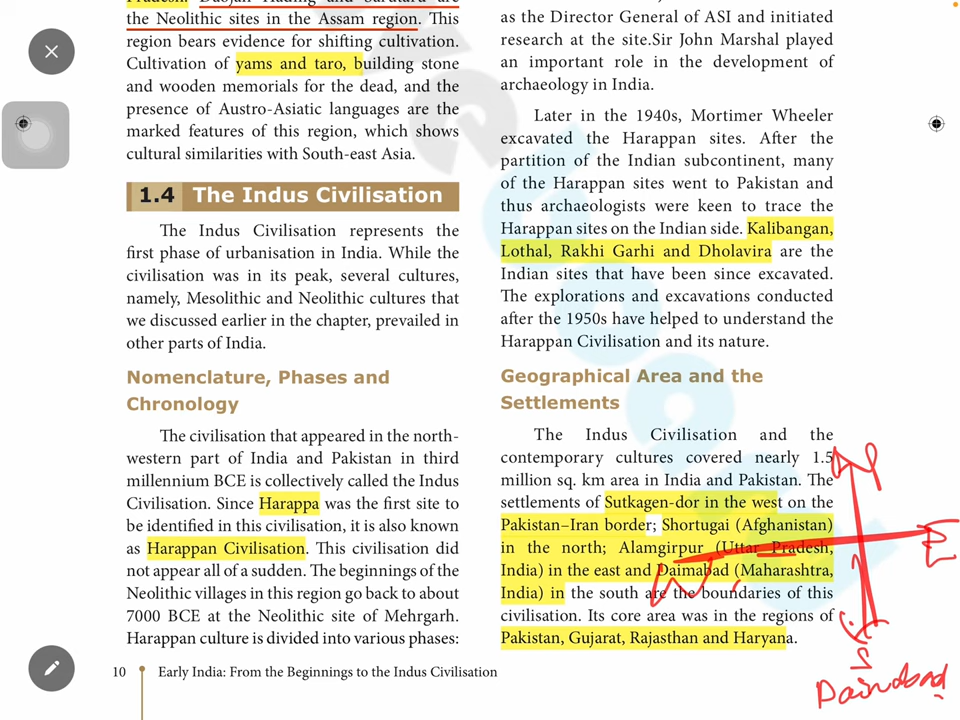 Pradesh. Daojali Hading and Sarutaru are
the Neolithic sites in the Assam region. This
region bears evidence for shifting cultivation.
Cultivation of yams and taro, building stone
and wooden memorials for the dead, and the
presence of Austro-Asiatic languages are the
marked features of this region, which shows
cultural similarities with South-east Asia.
1.4 The Indus Civilisation
The Indus Civilisation represents the
first phase of urbanisation in India. While the
civilisation was in its peak, several cultures,
namely, Mesolithic and Neolithic cultures that
we discussed earlier in the chapter, prevailed in
other parts of India.
Nomenclature, Phases and
Chronology
The civilisation that appeared in the north-
western part of India and Pakistan in third
millennium BCE is collectively called the Indus
Civilisation. Since Harappa was the first site to
be identified in this civilisation, it is also known
as Harappan Civilisation. This civilisation did
not appear all of a sudden. The beginnings of the
Neolithic villages in this region go back to about
7000 BCE at the Neolithic site of Mehrgarh.
Harappan culture is divided into various phases:
as the Director General of ASI and initiated
research at the site.Sir John Marshal played
an important role in the development of
archaeology in India.
Later in the 1940s, Mortimer Wheeler
excavated the Harappan sites. After the
partition of the Indian subcontinent, many
of the Harappan sites went to Pakistan and
thus archaeologists were keen to trace the
Harappan sites on the Indian side. Kalibangan,
Lothal, Rakhi Garhi and Dholavira are the
Indian sites that have been since excavated.
The explorations and excavations conducted
after the 1950s have helped to understand the
Harappan Civilisation and its nature.
Geographical Area and the
Settlements
The Indus Civilisation and the
contemporary cultures covered nearly 1.5
million sq. km area in India and Pakistan. The
settlements of Sutkagen-dor in the west on the
Pakistan–Iran border; Shortugai (Afghanistan)
in the north; Alamgirpur (Uttar Pradesh,
India) in the east and Daimabad (Maharashtra,
India) in the south are the boundaries of this
civilisation. Its core area was in the regions of
Pakistan, Gujarat, Rajasthan and Haryana.
N
E
W
S
10 Early India: From the Beginnings to the Indus Civilisation